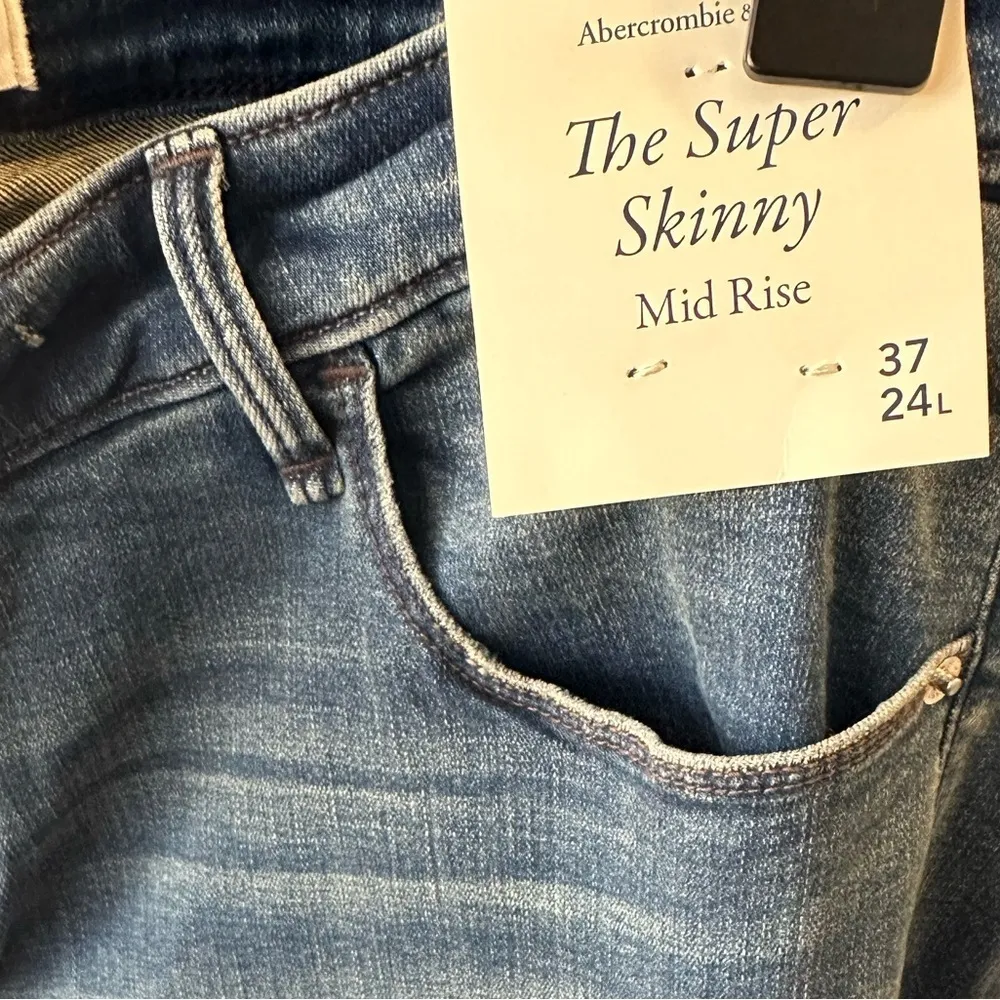 Abercrombie &
The Super
Skinny
Mid Rise
37
24L